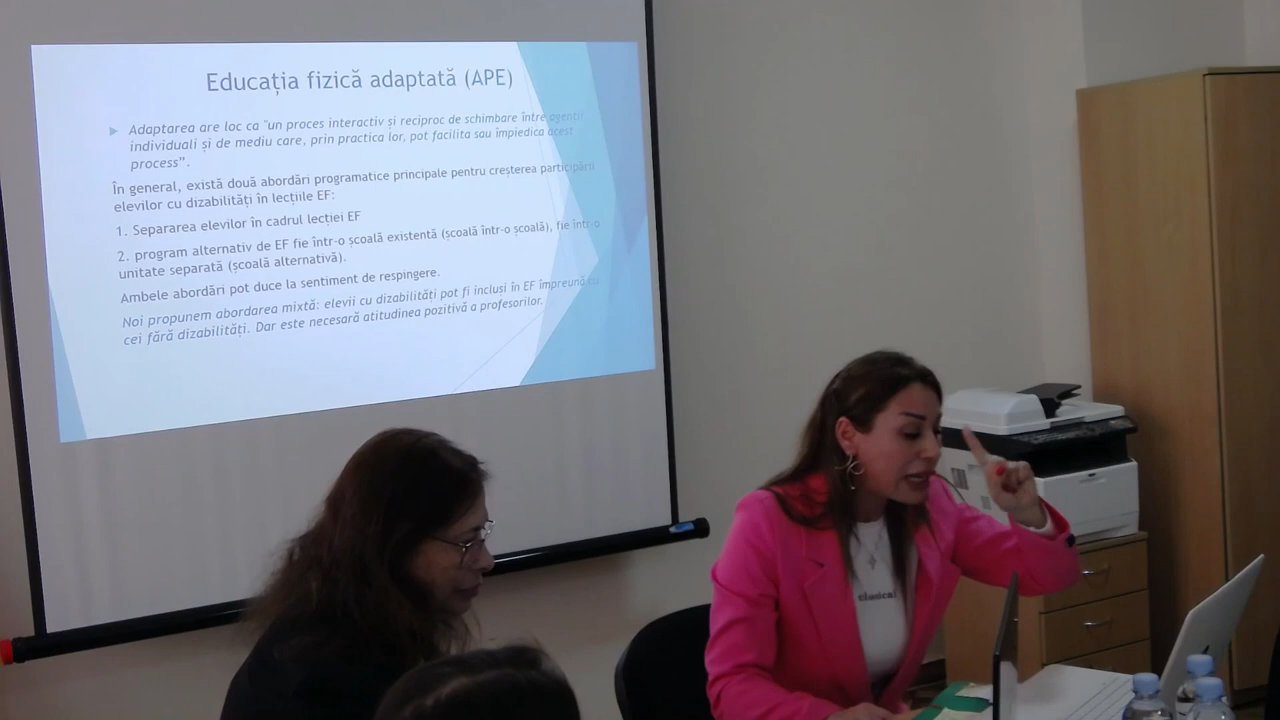 Educația fizică adaptată (APE)
Adaptarea are loc ca "un proces interactiv si reciproc de schimbare între agenții
individuali și de mediu care, prin practica lor, pot facilita sau împiedica acest
process”.
În general, există două abordări programatice principale pentru creșterea participării
elevilor cu dizabilități în lecțiile EF:
1. Separarea elevilor în cadrul lecției EF
2. program alternativ de EF fie într-o școală existentă (școală într-o școală), fie într-o
unitate separată (școală alternativă).
Ambele abordări pot duce la sentiment de respingere.
Noi propunem abordarea mixtă: elevii cu dizabilități pot fi incluși în EF împreună cu
cei fără dizabilități. Dar este necesară atitudinea pozitivă a profesorilor.